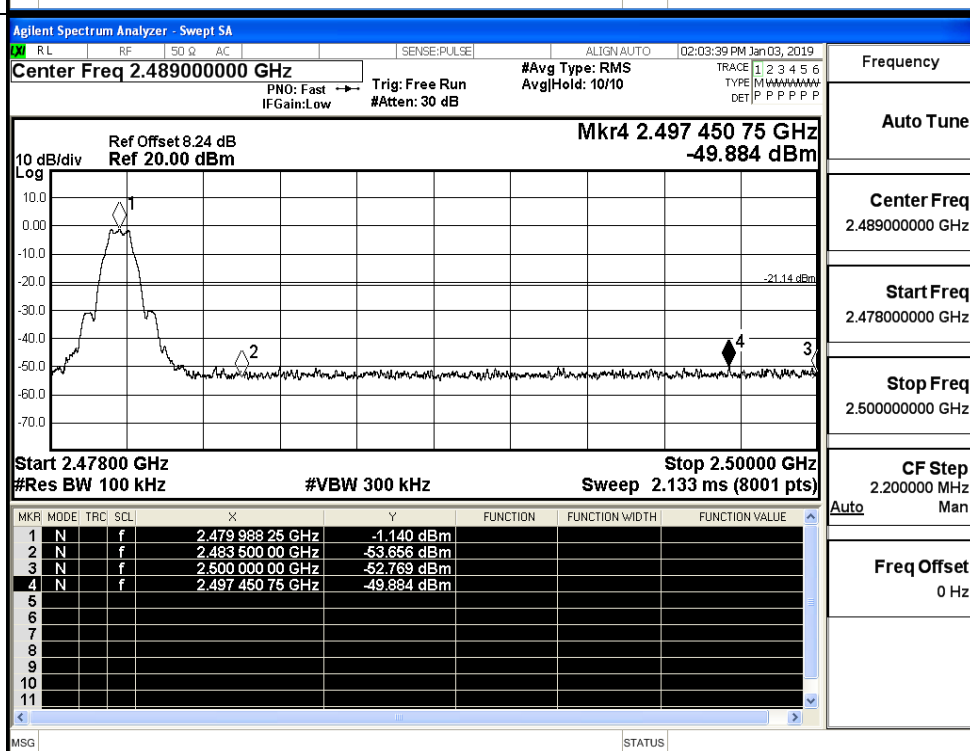 Agilent Spectrum Analyzer - Swept SA
LXI RL RF 50 Ω AC SENSE:PULSE ALIGN AUTO 02:03:39 PM Jan 03, 2019
Center Freq 2.489000000 GHz
PNO: Fast
IFGain:Low
Trig: Free Run
#Atten: 30 dB
#Avg Type: RMS
Avg|Hold: 10/10
TRACE 1 2 3 4 5 6
TYPE M W W W W W
DET P P P P P P
Mkr4 2.497 450 75 GHz
-49.884 dBm
Ref Offset 8.24 dB
10 dB/div Ref 20.00 dBm
Log
10.0
0.00
-10.0
-20.0
-30.0
-40.0
-50.0
-60.0
-70.0
1
2
4
3
-21.14 dBm
Start 2.47800 GHz Stop 2.50000 GHz
#Res BW 100 kHz #VBW 300 kHz Sweep 2.133 ms (8001 pts)
MKR MODE TRC SCL X Y FUNCTION FUNCTION WIDTH FUNCTION VALUE
1 N f 2.479 988 25 GHz -1.140 dBm
2 N f 2.483 500 00 GHz -53.656 dBm
3 N f 2.500 000 00 GHz -52.769 dBm
4 N f 2.497 450 75 GHz -49.884 dBm
5
6
7
8
9
10
11
MSG STATUS
Frequency
Auto Tune
Center Freq
2.489000000 GHz
Start Freq
2.478000000 GHz
Stop Freq
2.500000000 GHz
CF Step
2.200000 MHz
Auto Man
Freq Offset
0 Hz